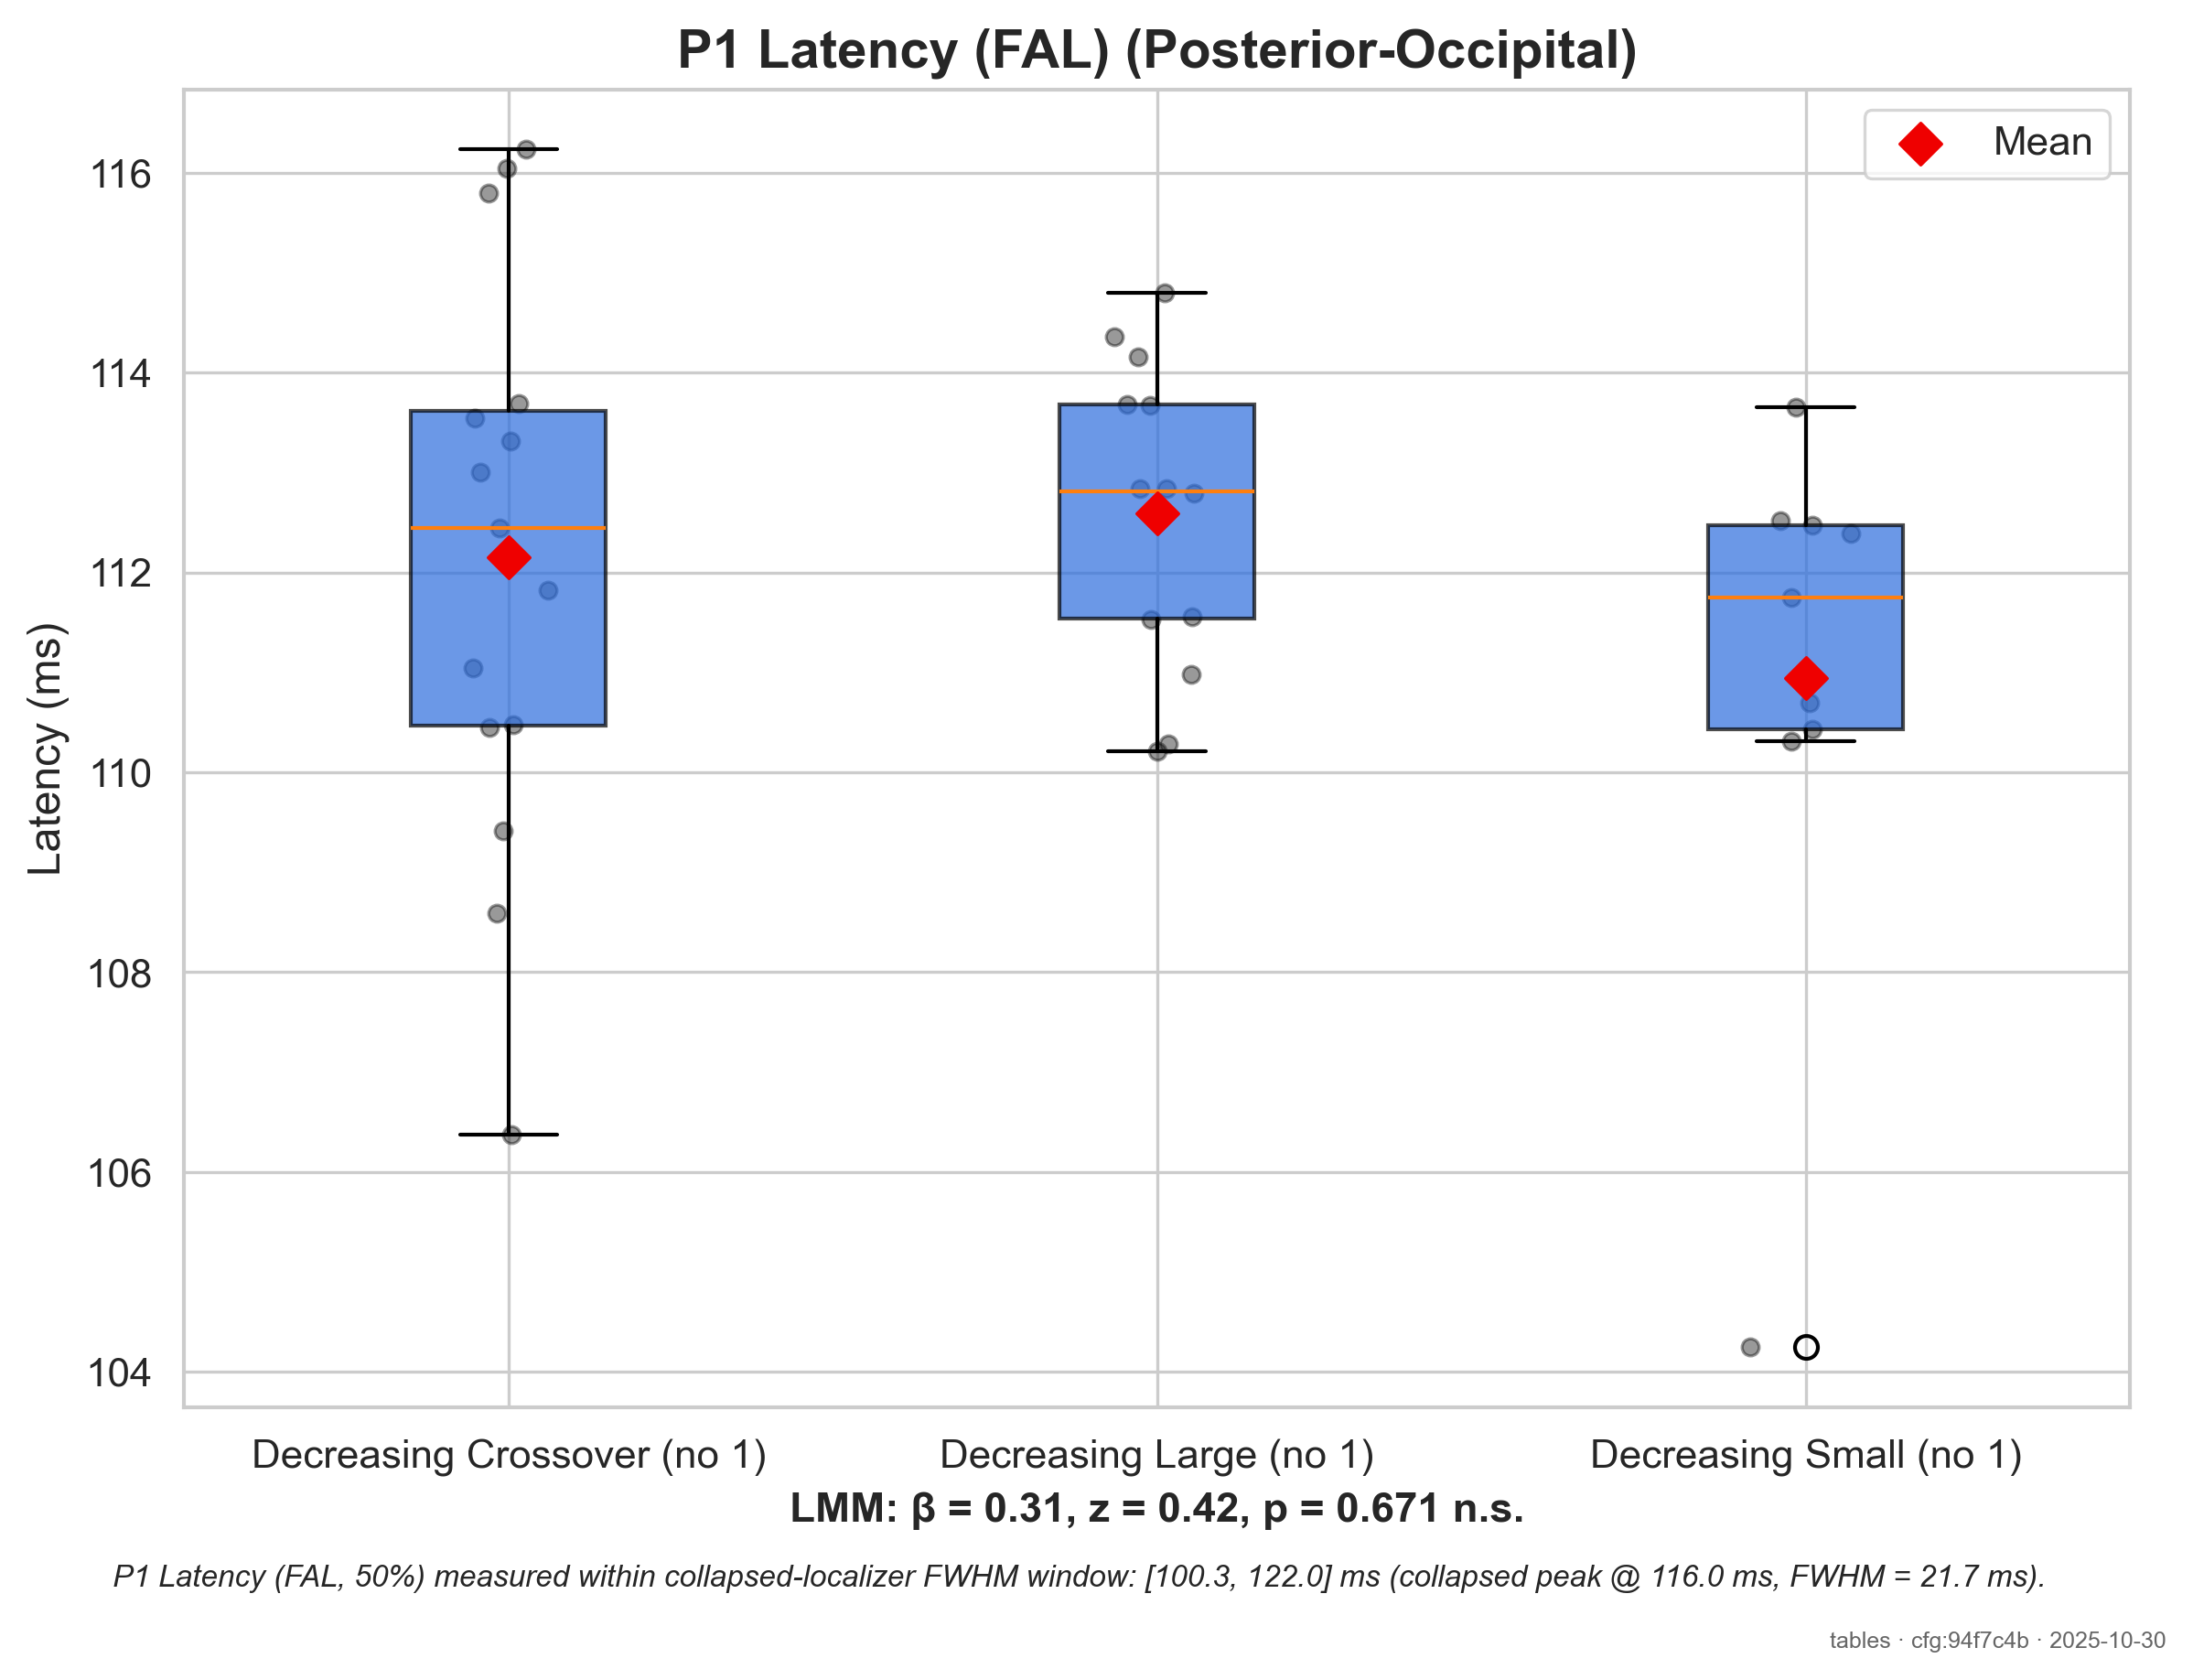 P1 Latency (FAL) (Posterior-Occipital)
Mean
116
114
112
110
108
106
104
Latency (ms)
Decreasing Crossover (no 1)
Decreasing Large (no 1)
Decreasing Small (no 1)
LMM: β = 0.31, z = 0.42, p = 0.671 n.s.
P1 Latency (FAL, 50%) measured within collapsed-localizer FWHM window: [100.3, 122.0] ms (collapsed peak @ 116.0 ms, FWHM = 21.7 ms).
tables · cfg:94f7c4b · 2025-10-30